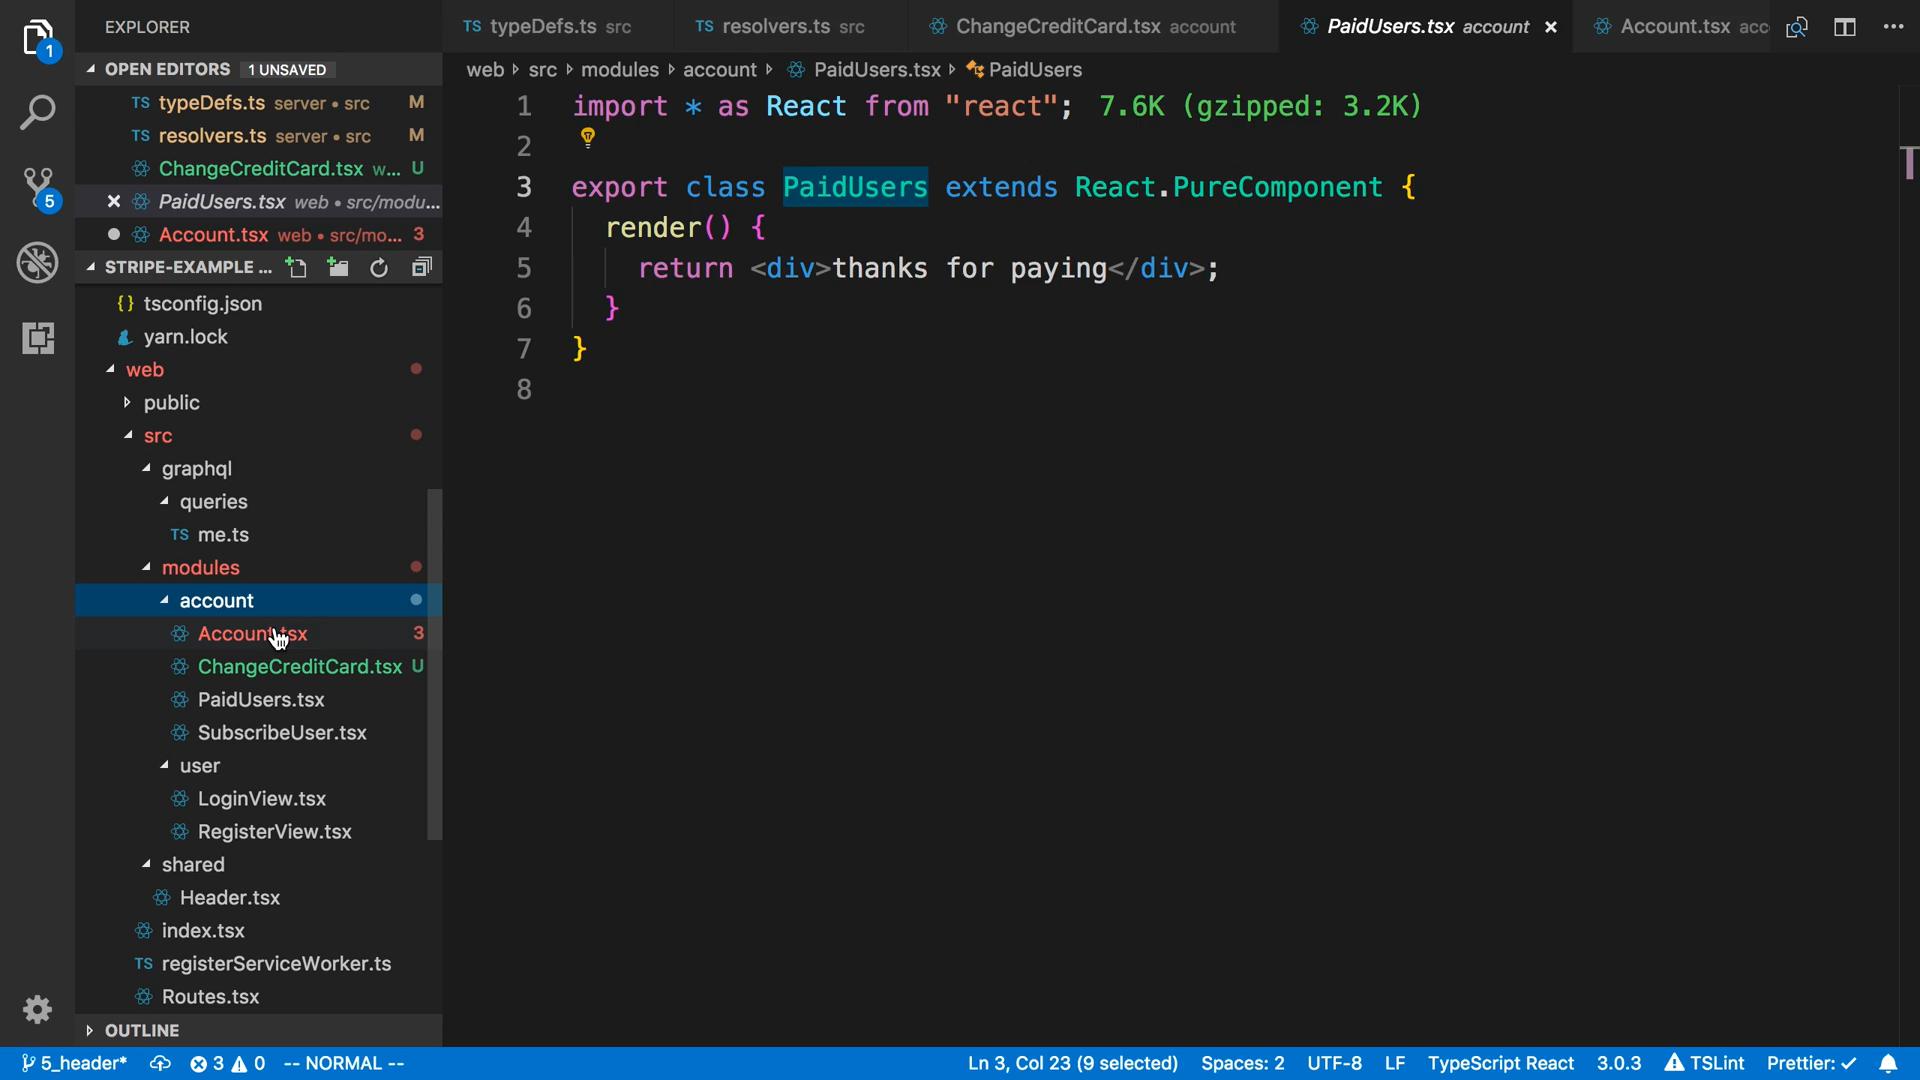 EXPLORER
TS typeDefs.ts src
TS resolvers.ts src
ChangeCreditCard.tsx account
PaidUsers.tsx account
Account.tsx acc
1
OPEN EDITORS 1 UNSAVED
TS typeDefs.ts server • src M
TS resolvers.ts server • src M
ChangeCreditCard.tsx w... U
PaidUsers.tsx web • src/modu...
Account.tsx web • src/mo... 3
5
STRIPE-EXAMPLE ...
{} tsconfig.json
yarn.lock
web
public
src
graphql
queries
TS me.ts
modules
account
Account.tsx 3
ChangeCreditCard.tsx U
PaidUsers.tsx
SubscribeUser.tsx
user
LoginView.tsx
RegisterView.tsx
shared
Header.tsx
index.tsx
TS registerServiceWorker.ts
Routes.tsx
OUTLINE
web src modules account PaidUsers.tsx PaidUsers
1 import * as React from "react"; 7.6K (gzipped: 3.2K)
2
3 export class PaidUsers extends React.PureComponent {
4 render() {
5 return <div>thanks for paying</div>;
6 }
7 }
8
5_header* 3 0 -- NORMAL -- Ln 3, Col 23 (9 selected) Spaces: 2 UTF-8 LF TypeScript React 3.0.3 TSLint Prettier: ✓